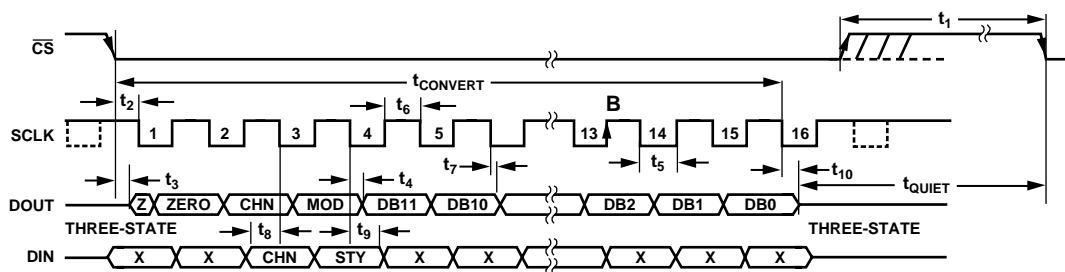 t1
CS
tCONVERT
t2
t6
B
SCLK
1 2 3 4 5 13 14 15 16
t7
t5
t10
t3
t4
tQUIET
DOUT
Z ZERO CHN MOD DB11 DB10 DB2 DB1 DB0
THREE-STATE
t8
t9
THREE-STATE
DIN
X X CHN STY X X X X X